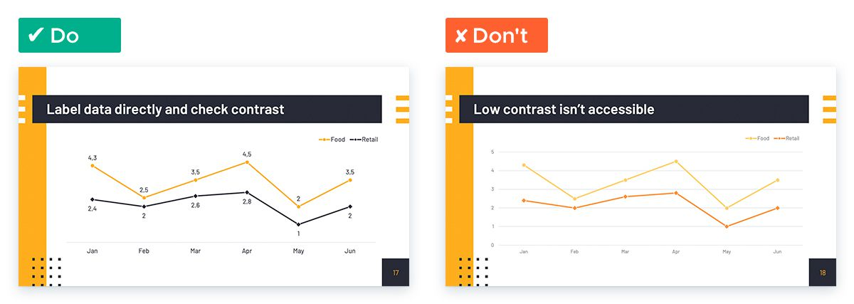 ✔ Do
Label data directly and check contrast
Food Retail
4,3 2,5 3,5 4,5 2 3,5
2.4 2 2.6 2.8 1 2
Jan Feb Mar Apr May Jun
17
✘ Don't
Low contrast isn’t accessible
Food Retail
5
4
3
2
1
0
Jan Feb Mar Apr May Jun
18